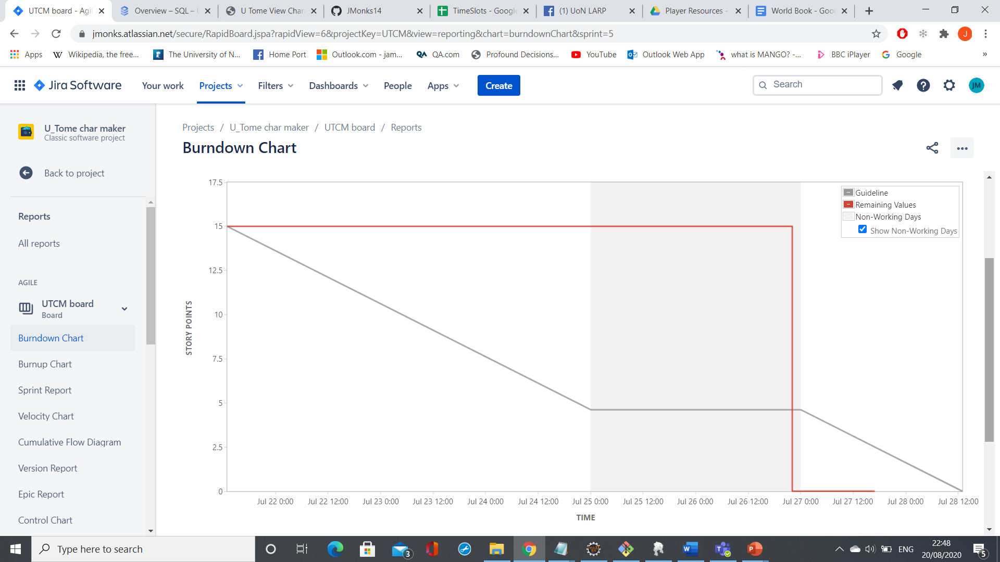 UTCM board - Agil
Overview – SQL –
U Tome View Char
JMonks14
TimeSlots - Google
(1) UoN LARP
Player Resources -
World Book - Goo
jmonks.atlassian.net/secure/RapidBoard.jspa?rapidView=6&projectKey=UTCM&view=reporting&chart=burndownChart&sprint=5
J
Apps
Wikipedia, the free...
The University of N...
Home Port
Outlook.com - jam...
QA.com
Profound Decisions...
YouTube
Outlook Web App
what is MANGO? -...
BBC iPlayer
Google
»
Jira Software
Your work
Projects
Filters
Dashboards
People
Apps
Create
Search
JM
U_Tome char maker
Classic software project
Back to project
Reports
All reports
AGILE
UTCM board
Board
Burndown Chart
Burnup Chart
Sprint Report
Velocity Chart
Cumulative Flow Diagram
Version Report
Epic Report
Control Chart
Projects / U_Tome char maker / UTCM board / Reports
Burndown Chart
17.5
15
12.5
10
7.5
5
2.5
0
STORY POINTS
Guideline
Remaining Values
Non-Working Days
Show Non-Working Days
Jul 22 0:00
Jul 22 12:00
Jul 23 0:00
Jul 23 12:00
Jul 24 0:00
Jul 24 12:00
Jul 25 0:00
Jul 25 12:00
Jul 26 0:00
Jul 26 12:00
Jul 27 0:00
Jul 27 12:00
Jul 28 0:00
Jul 28 12:00
TIME
Type here to search
3
ENG
22:48
20/08/2020
5